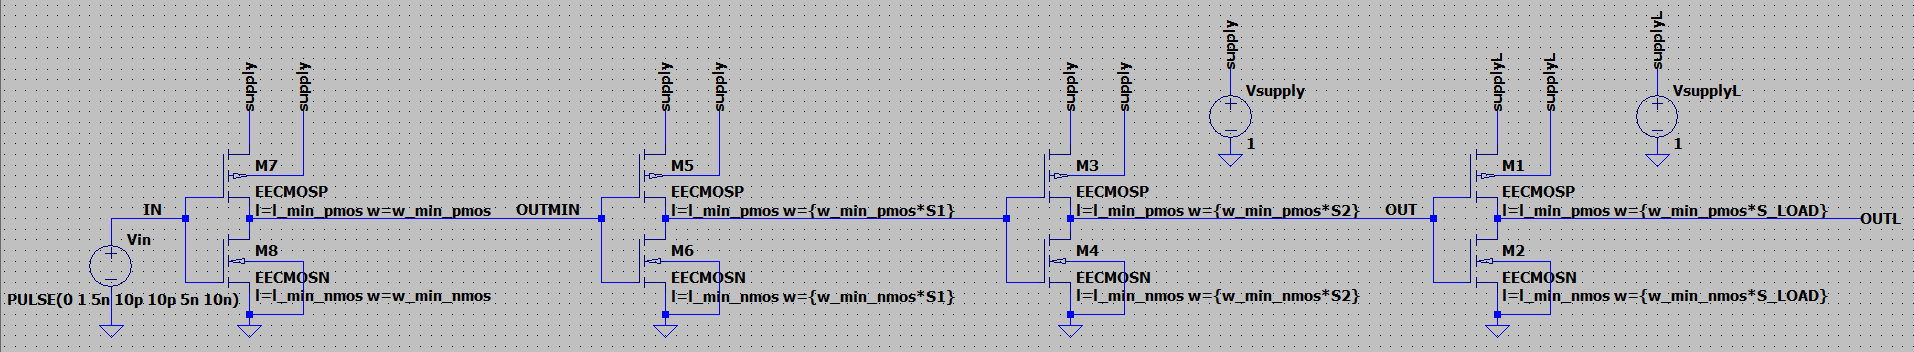 supply
supply
supply
supply
supply
supply
supply
supplyL
supplyL
supplyL
Vsupply
1
VsupplyL
1
IN
Vin
PULSE(0 1 5n 10p 10p 5n 10n)
M7
EECMOSP
l=l_min_pmos w=w_min_pmos
M8
EECMOSN
l=l_min_nmos w=w_min_nmos
OUTMIN
M5
EECMOSP
l=l_min_pmos w={w_min_pmos*S1}
M6
EECMOSN
l=l_min_nmos w={w_min_nmos*S1}
M3
EECMOSP
l=l_min_pmos w={w_min_pmos*S2}
M4
EECMOSN
l=l_min_nmos w={w_min_nmos*S2}
OUT
M1
EECMOSP
l=l_min_pmos w={w_min_pmos*S_LOAD}
M2
EECMOSN
l=l_min_nmos w={w_min_nmos*S_LOAD}
OUTL